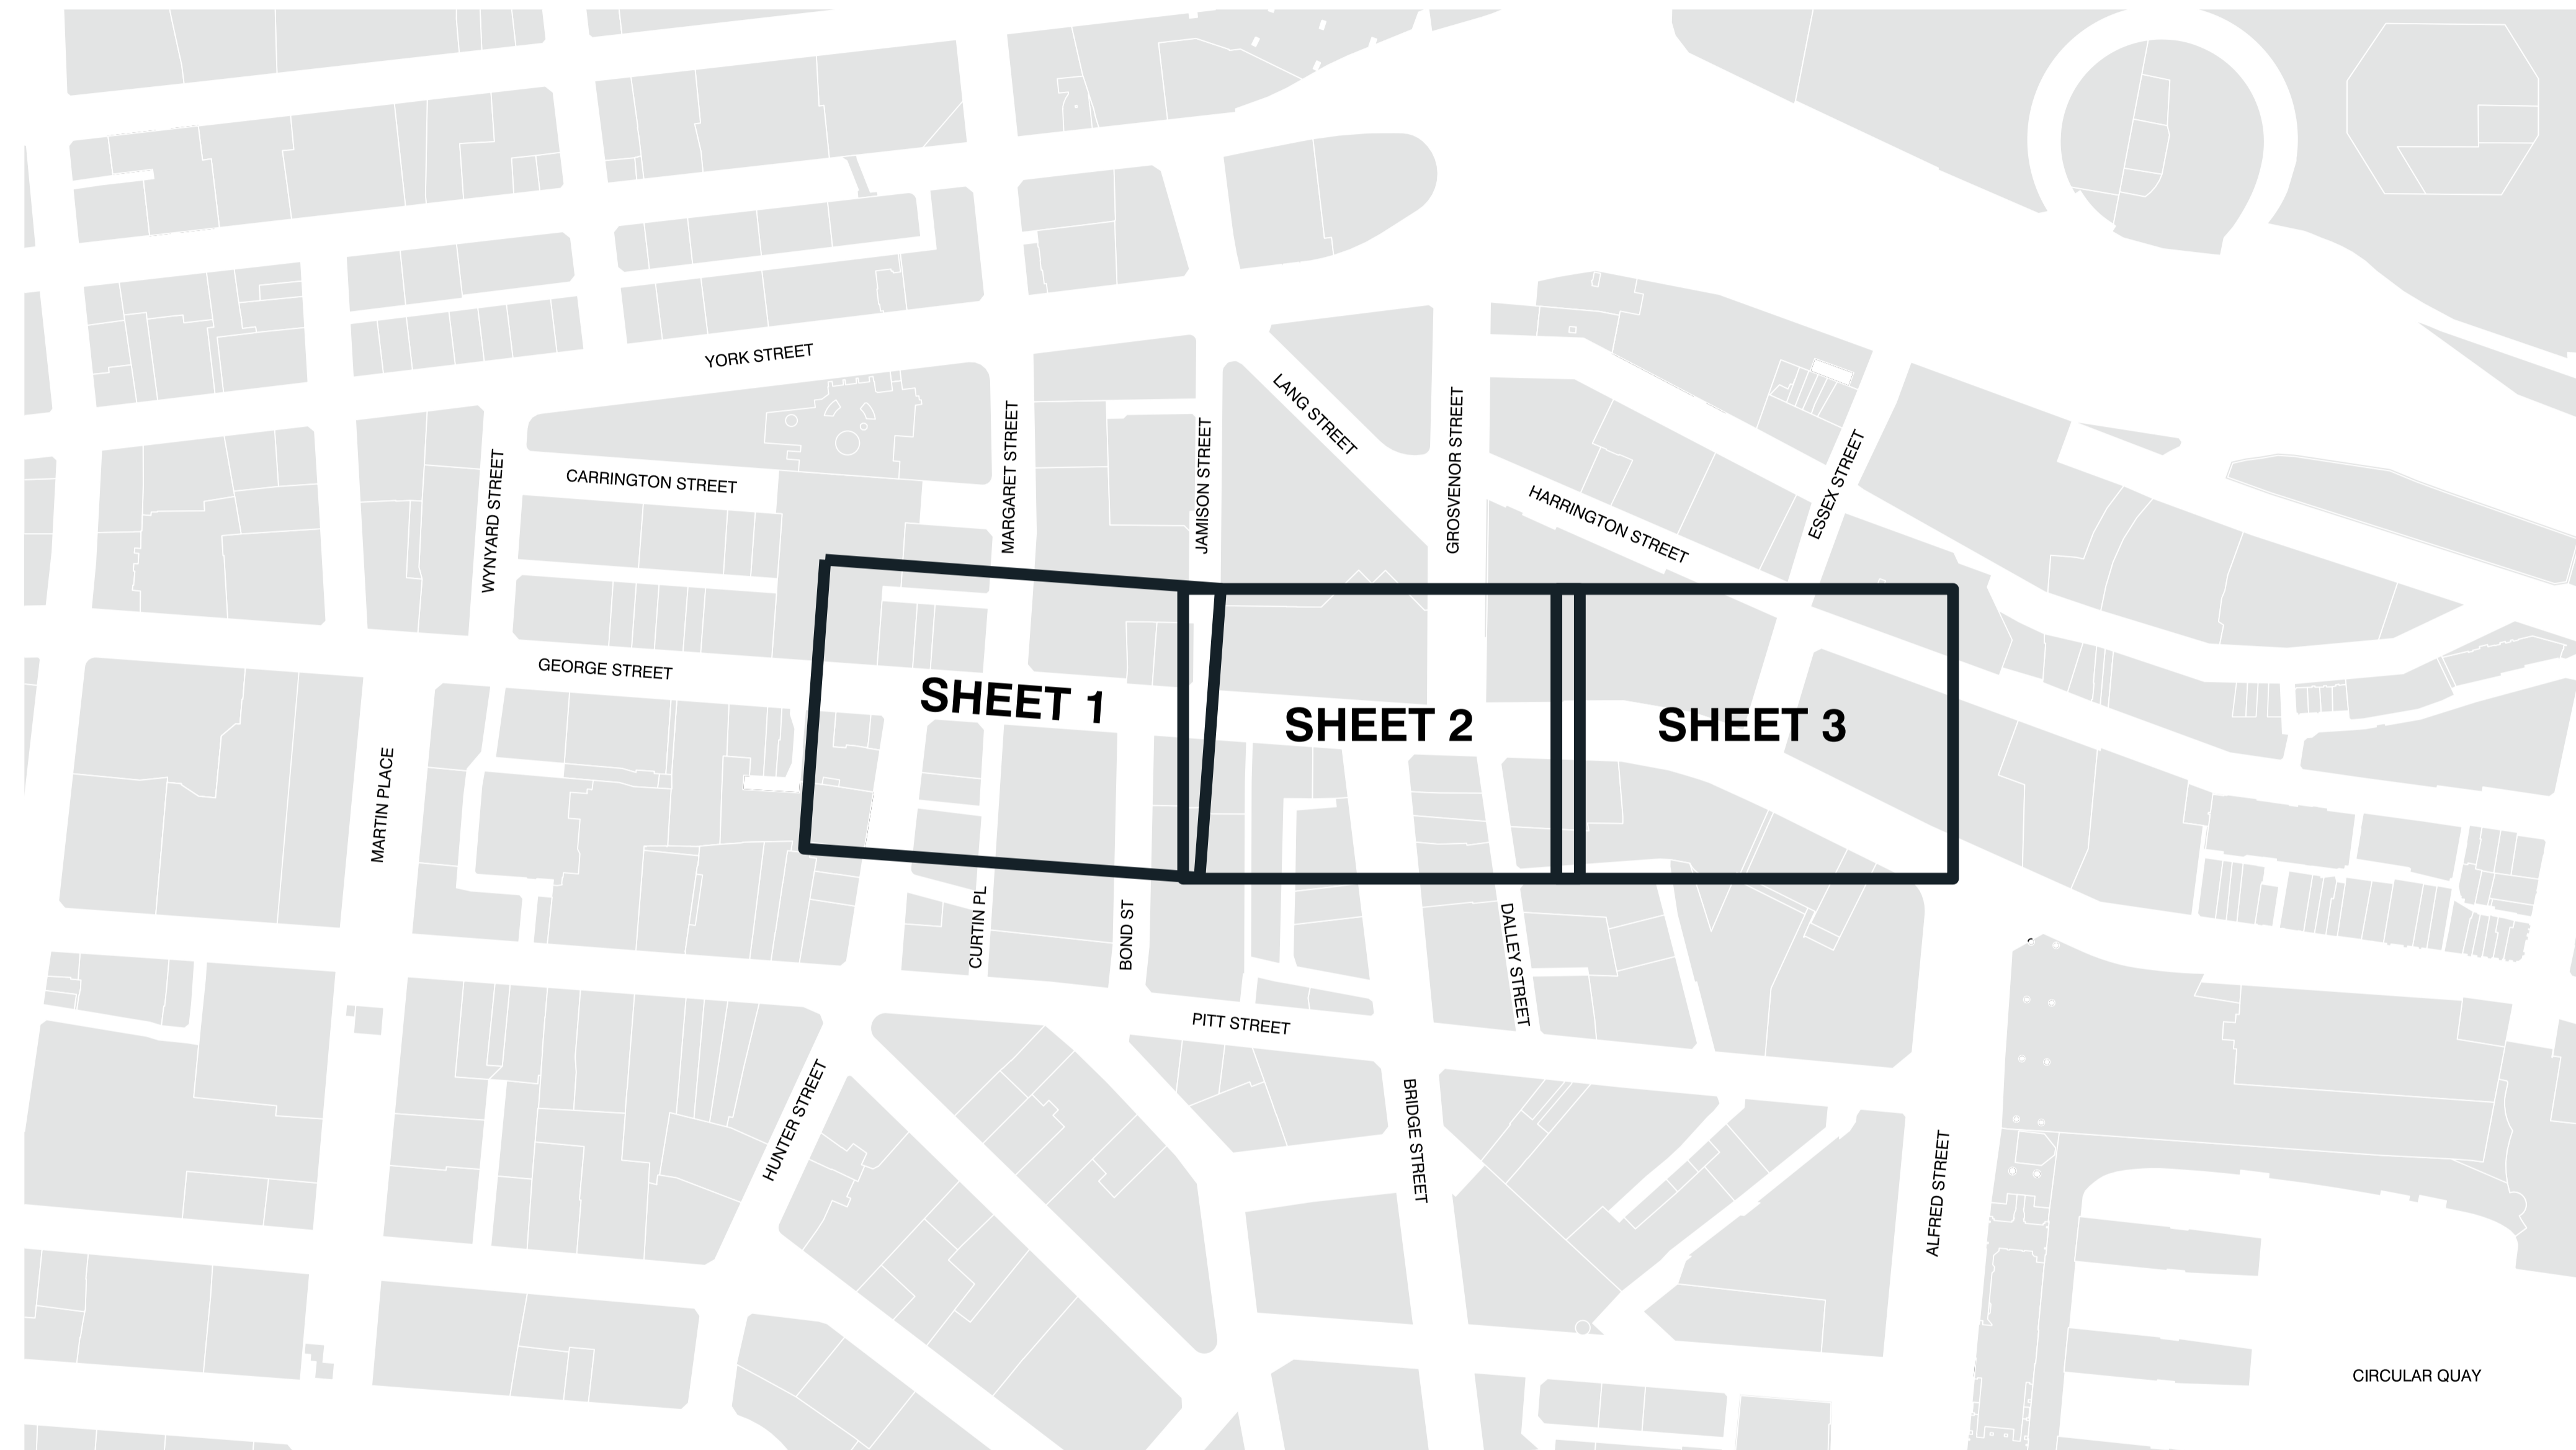 YORK STREET
CARRINGTON STREET
WYNYARD STREET
MARGARET STREET
JAMISON STREET
LANG STREET
GROSVENOR STREET
HARRINGTON STREET
ESSEX STREET
GEORGE STREET
SHEET 1
SHEET 2
SHEET 3
MARTIN PLACE
CURTIN PL
BOND ST
DALLEY STREET
PITT STREET
HUNTER STREET
BRIDGE STREET
ALFRED STREET
CIRCULAR QUAY